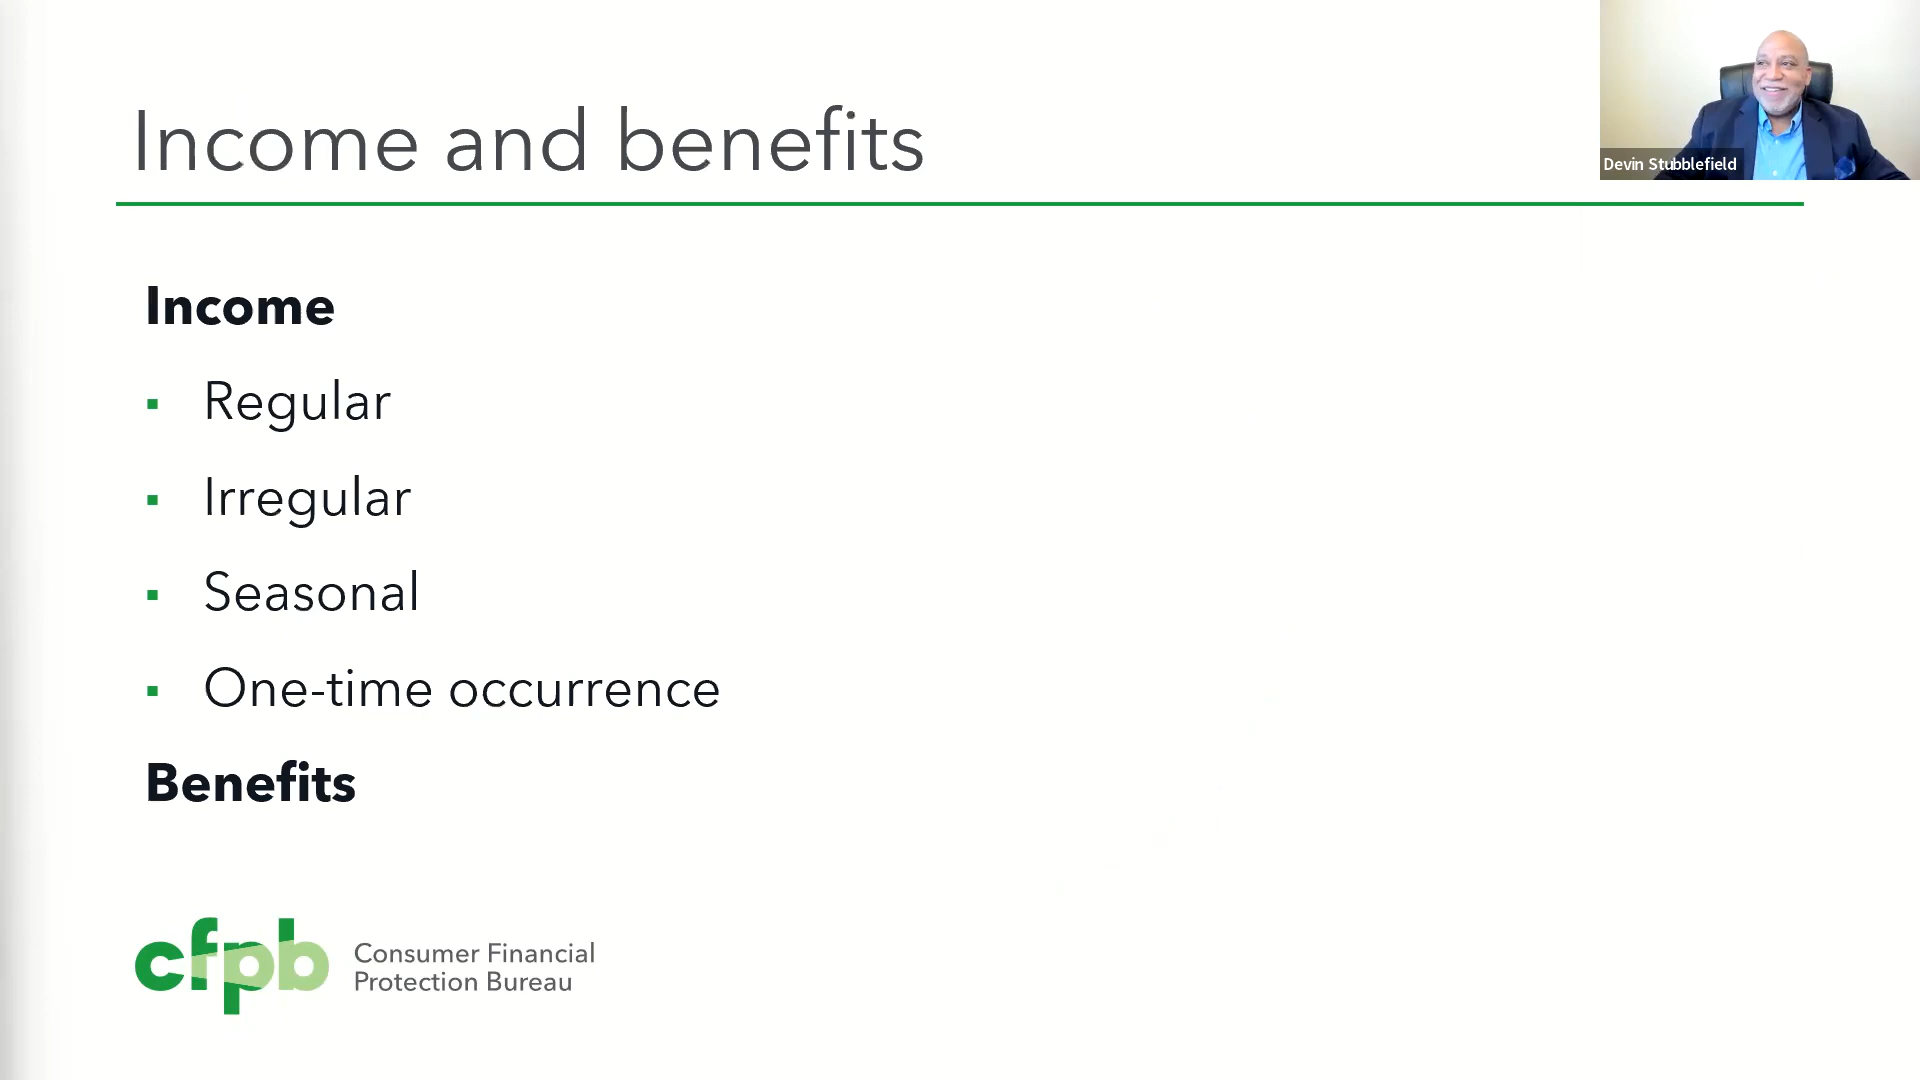 Income and benefits
Devin Stubblefield
Income
▪ Regular
▪ Irregular
▪ Seasonal
▪ One-time occurrence
Benefits
cfpb
Consumer Financial
Protection Bureau